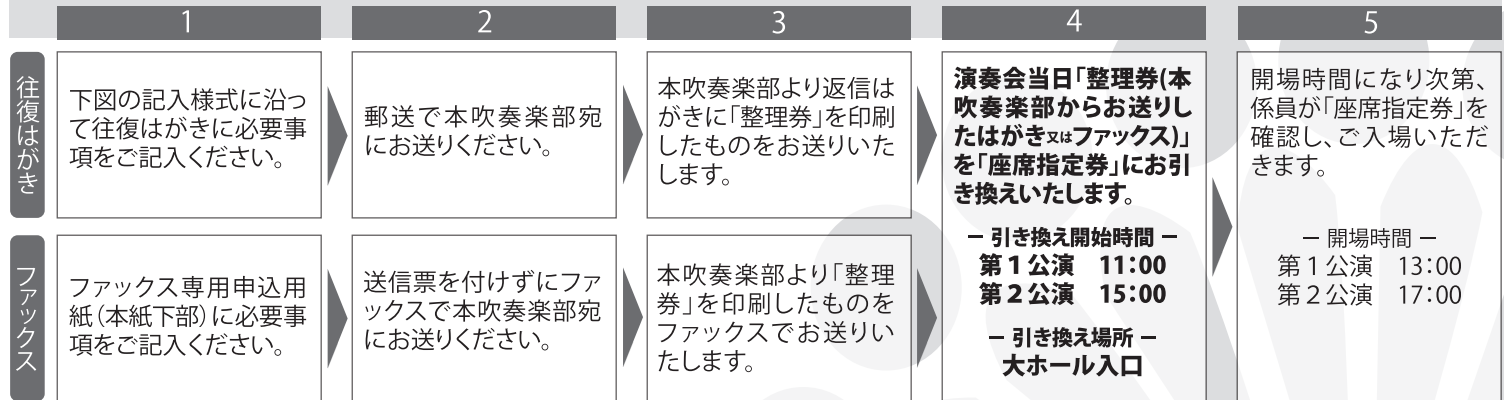 1
2
3
4
5
往復はがき
下図の記入様式に沿っ
て往復はがきに必要事
項をご記入ください。
郵送で本吹奏楽部宛
にお送りください。
本吹奏楽部より返信は
がきに「整理券」を印刷
したものをお送りいた
します。
ファックス
ファックス専用申込用
紙(本紙下部)に必要事
項をご記入ください。
送信票を付けずにファ
ックスで本吹奏楽部宛
にお送りください。
本吹奏楽部より「整理
券」を印刷したものを
ファックスでお送りい
たします。
演奏会当日「整理券(本
吹奏楽部からお送りし
たはがき又はファックス)」
を「座席指定券」にお引
き換えいたします。
− 引き換え開始時間 −
第1公演 11:00
第2公演 15:00
− 引き換え場所 −
大ホール入口
開場時間になり次第、
係員が「座席指定券」を
確認し、ご入場いただ
きます。
− 開場時間 −
第1公演 13:00
第2公演 17:00